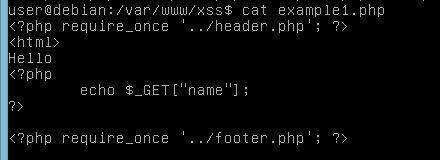 user@debian:/var/www/xss$ cat example1.php
<?php require_once '../header.php'; ?>
<html>
Hello
<?php
        echo $_GET["name"];
?>
<?php require_once '../footer.php'; ?>